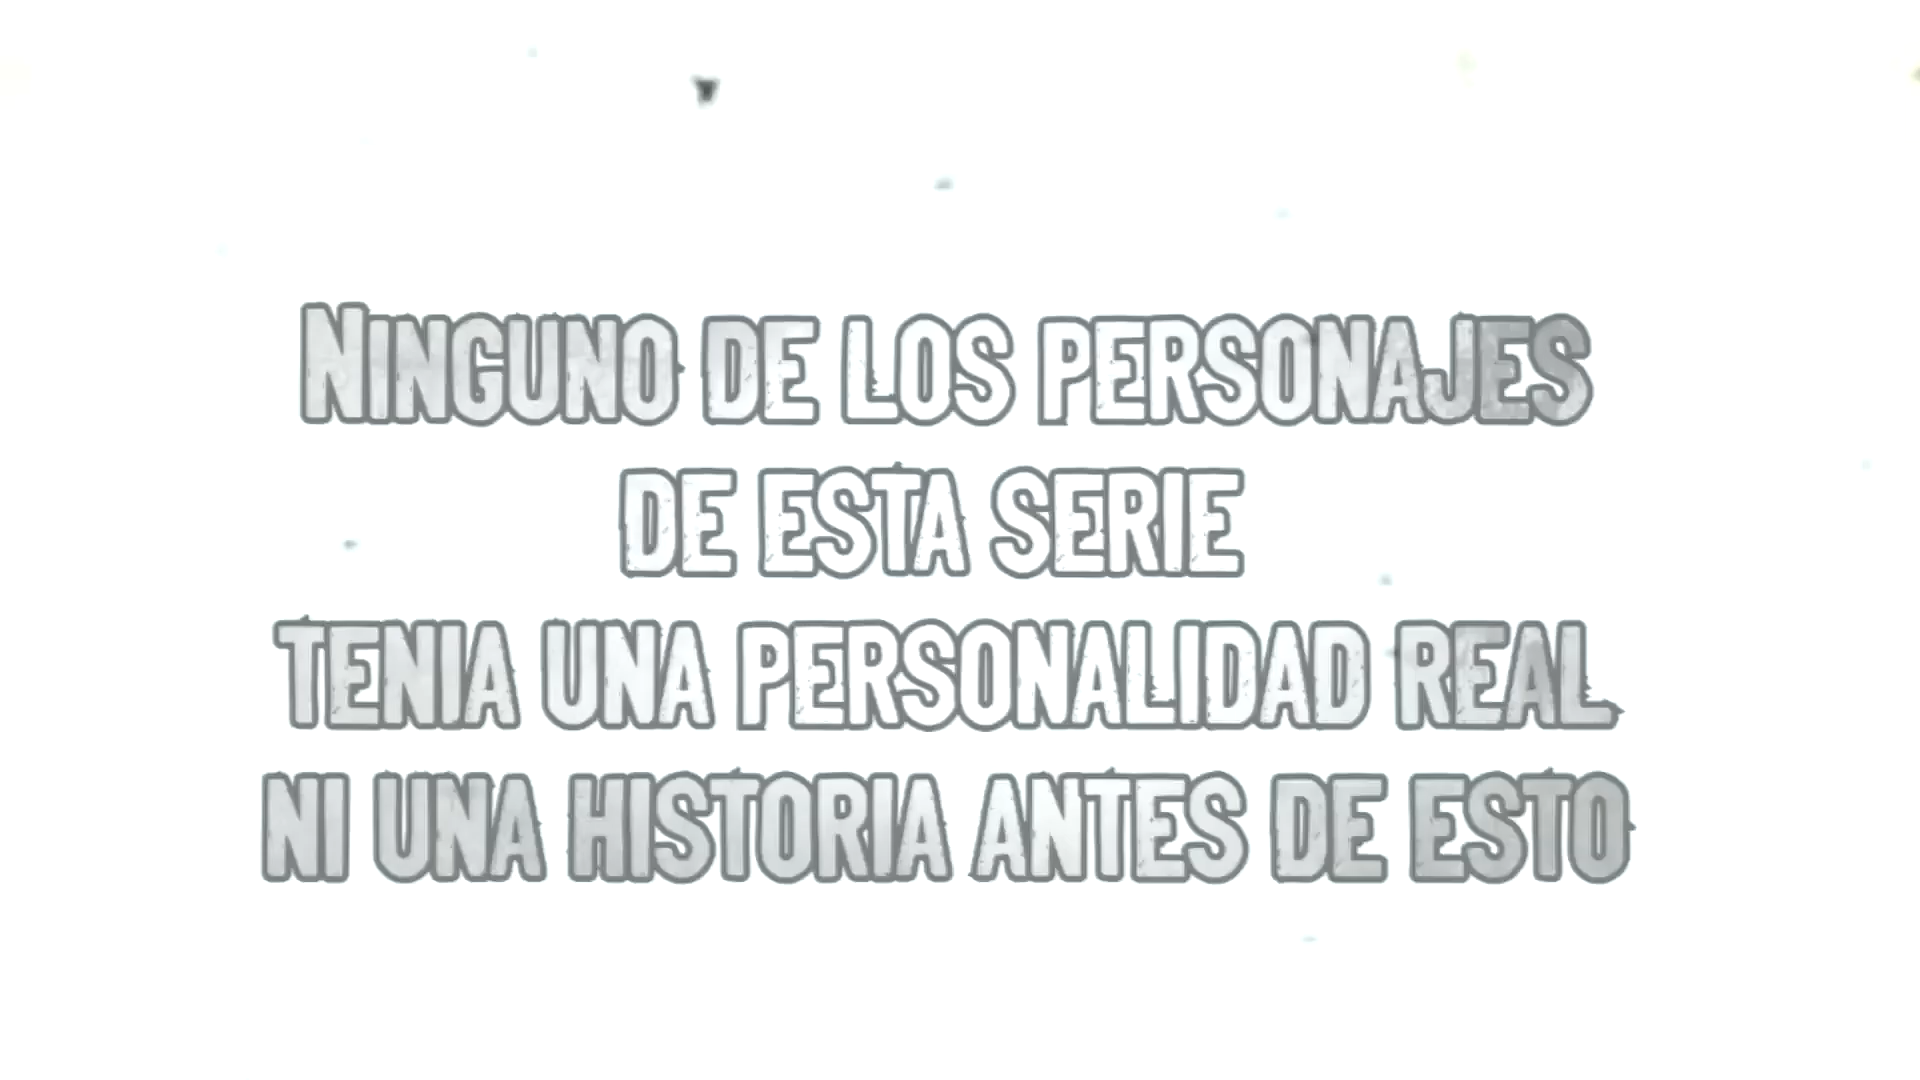 Ninguno de los personajes
de esta serie
tenia una personalidad real
ni una historia antes de esto